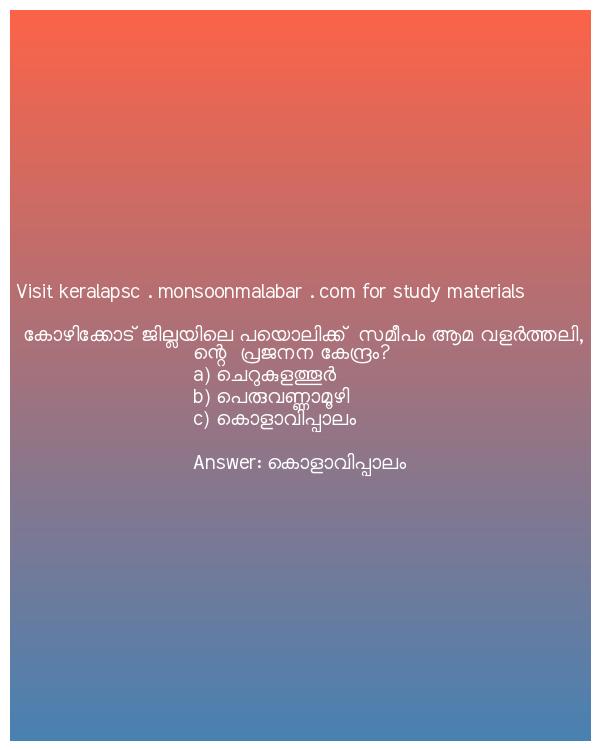 Visit keralapsc . monsoonmalabar . com for study materials
കോഴിക്കോട് ജില്ലയിലെ പയൊലിക്ക് സമീപം ആമ വളർത്തലി,
ന്റെ പ്രജനന കേന്ദ്രം?
a) ചെറുകുളത്തൂർ
b) പെരുവണ്ണാമൂഴി
c) കൊളാവിപ്പാലം
Answer: കൊളാവിപ്പാലം